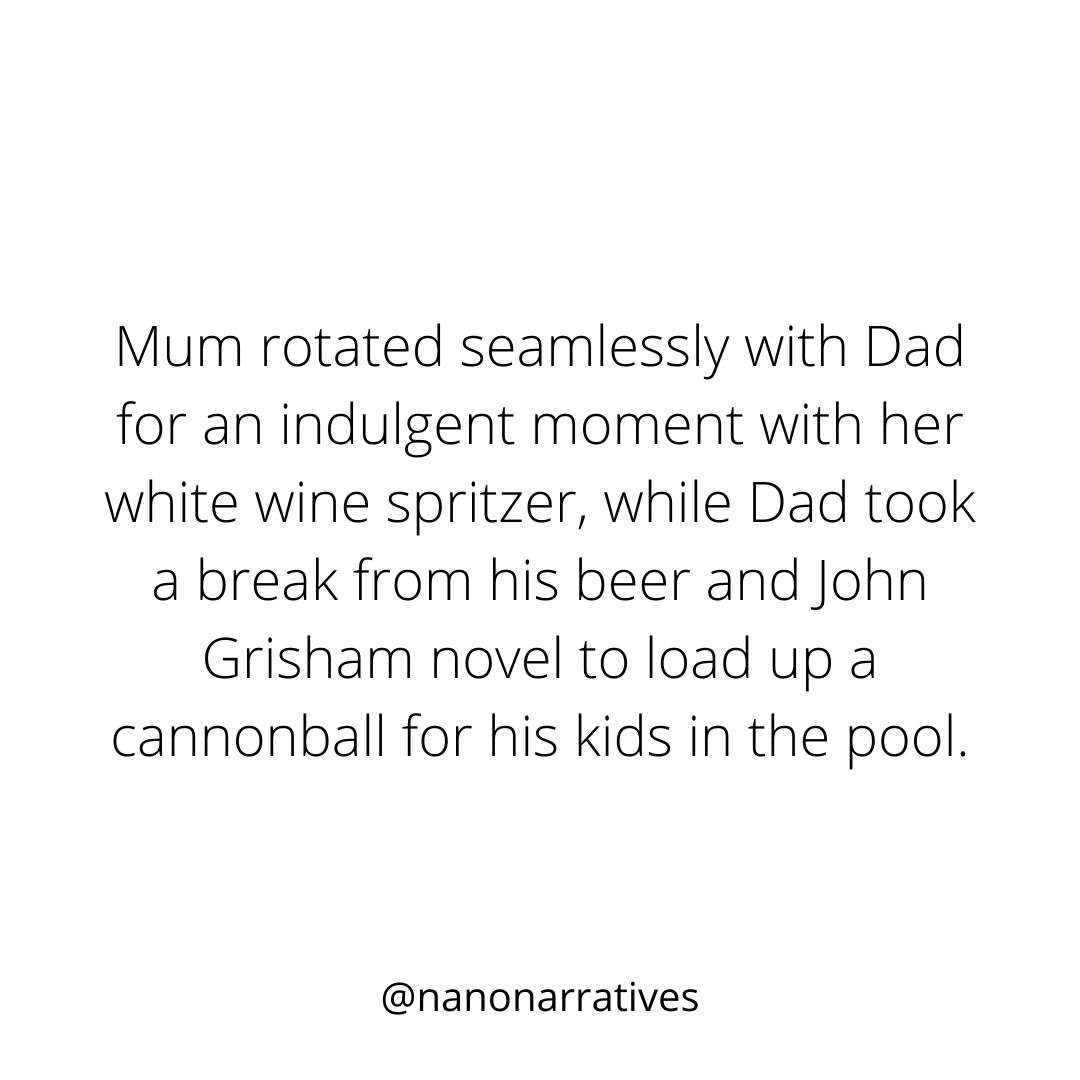 Mum rotated seamlessly with Dad
for an indulgent moment with her
white wine spritzer, while Dad took
a break from his beer and John
Grisham novel to load up a
cannonball for his kids in the pool.
@nanonarratives